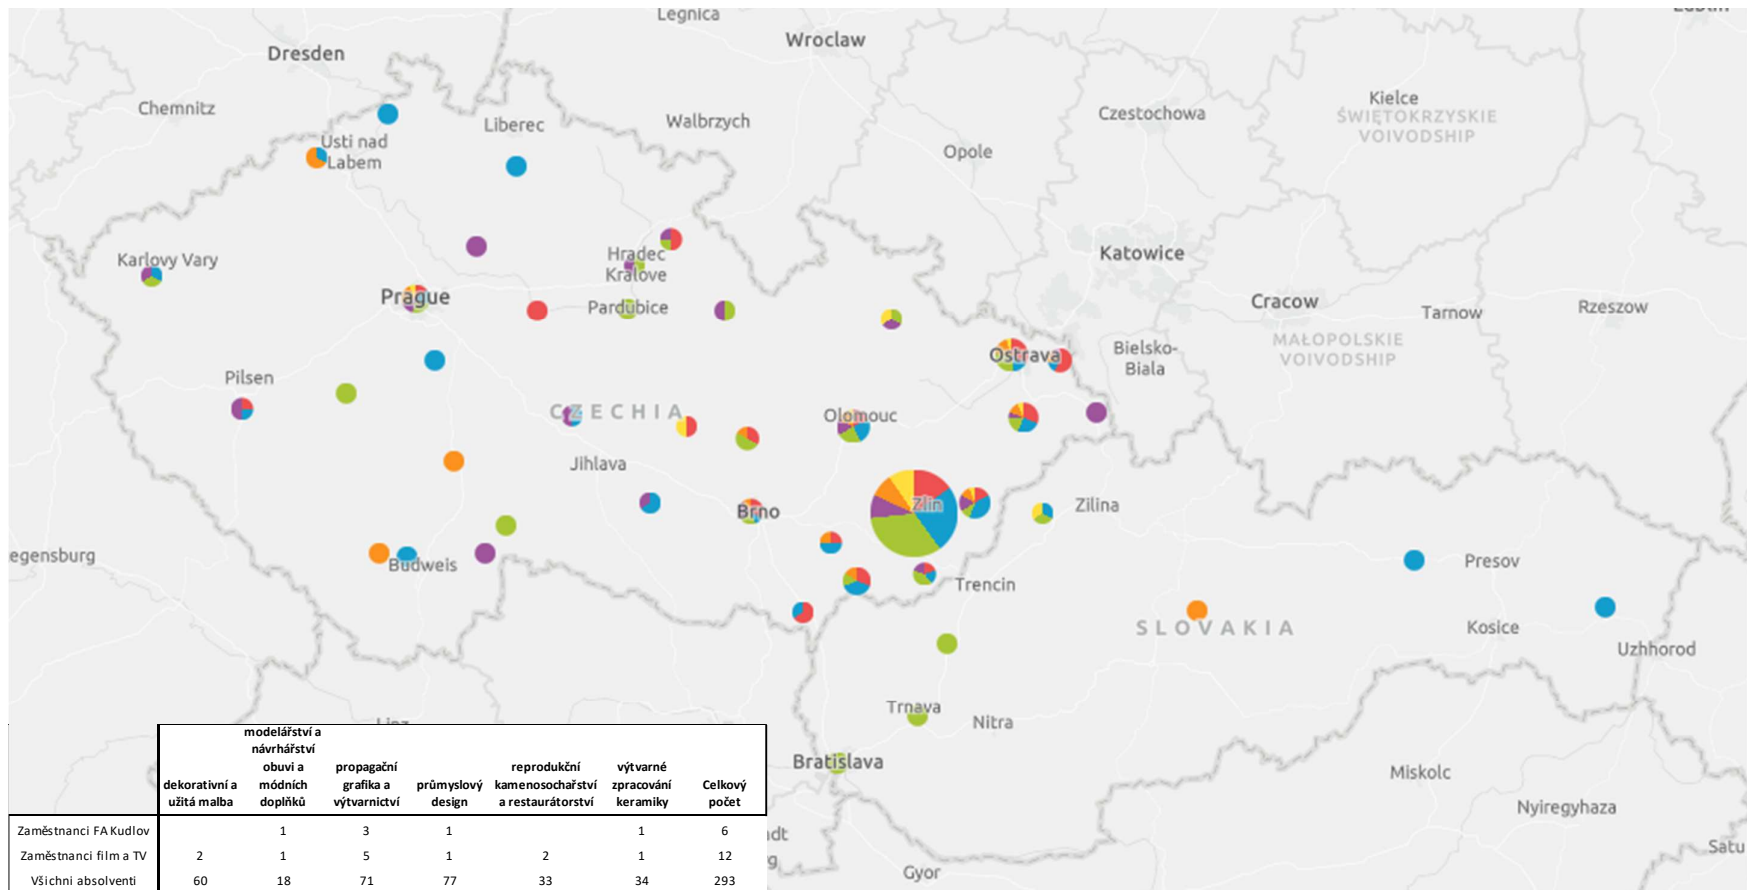 Legnica
Lublin
Wroclaw
Dresden
Kielce
Chemnitz
Czestochowa
ŚWIĘTOKRZYSKIE
VOIVODSHIP
Liberec
Walbrzych
Usti nad
Labem
Opole
Karlovy Vary
Hradec
Kralove
Katowice
Prague
Pardubice
Cracow
Tarnow
Rzeszow
MAŁOPOLSKIE
VOIVODSHIP
Ostrava
Bielsko-
Biala
Pilsen
CZECHIA
Olomouc
Jihlava
Brno
Zlin
Zilina
egensburg
Budweis
Trencin
Presov
SLOVAKIA
Kosice
Uzhhorod
Trnava
Nitra
Linz
Bratislava
Miskolc
Nyiregyhaza
dt
g
Satu
Gyor
modelářství a
návrhářství
obuvi a propagační reprodukční výtvarné
dekorativní a módních grafika a průmyslový kamenosochařství zpracování Celkový
užitá malba doplňků výtvarnictví design a restaurátorství keramiky počet
Zaměstnanci FA Kudlov 1 3 1 1 6
Zaměstnanci film a TV 2 1 5 1 2 1 12
Všichni absolventi 60 18 71 77 33 34 293